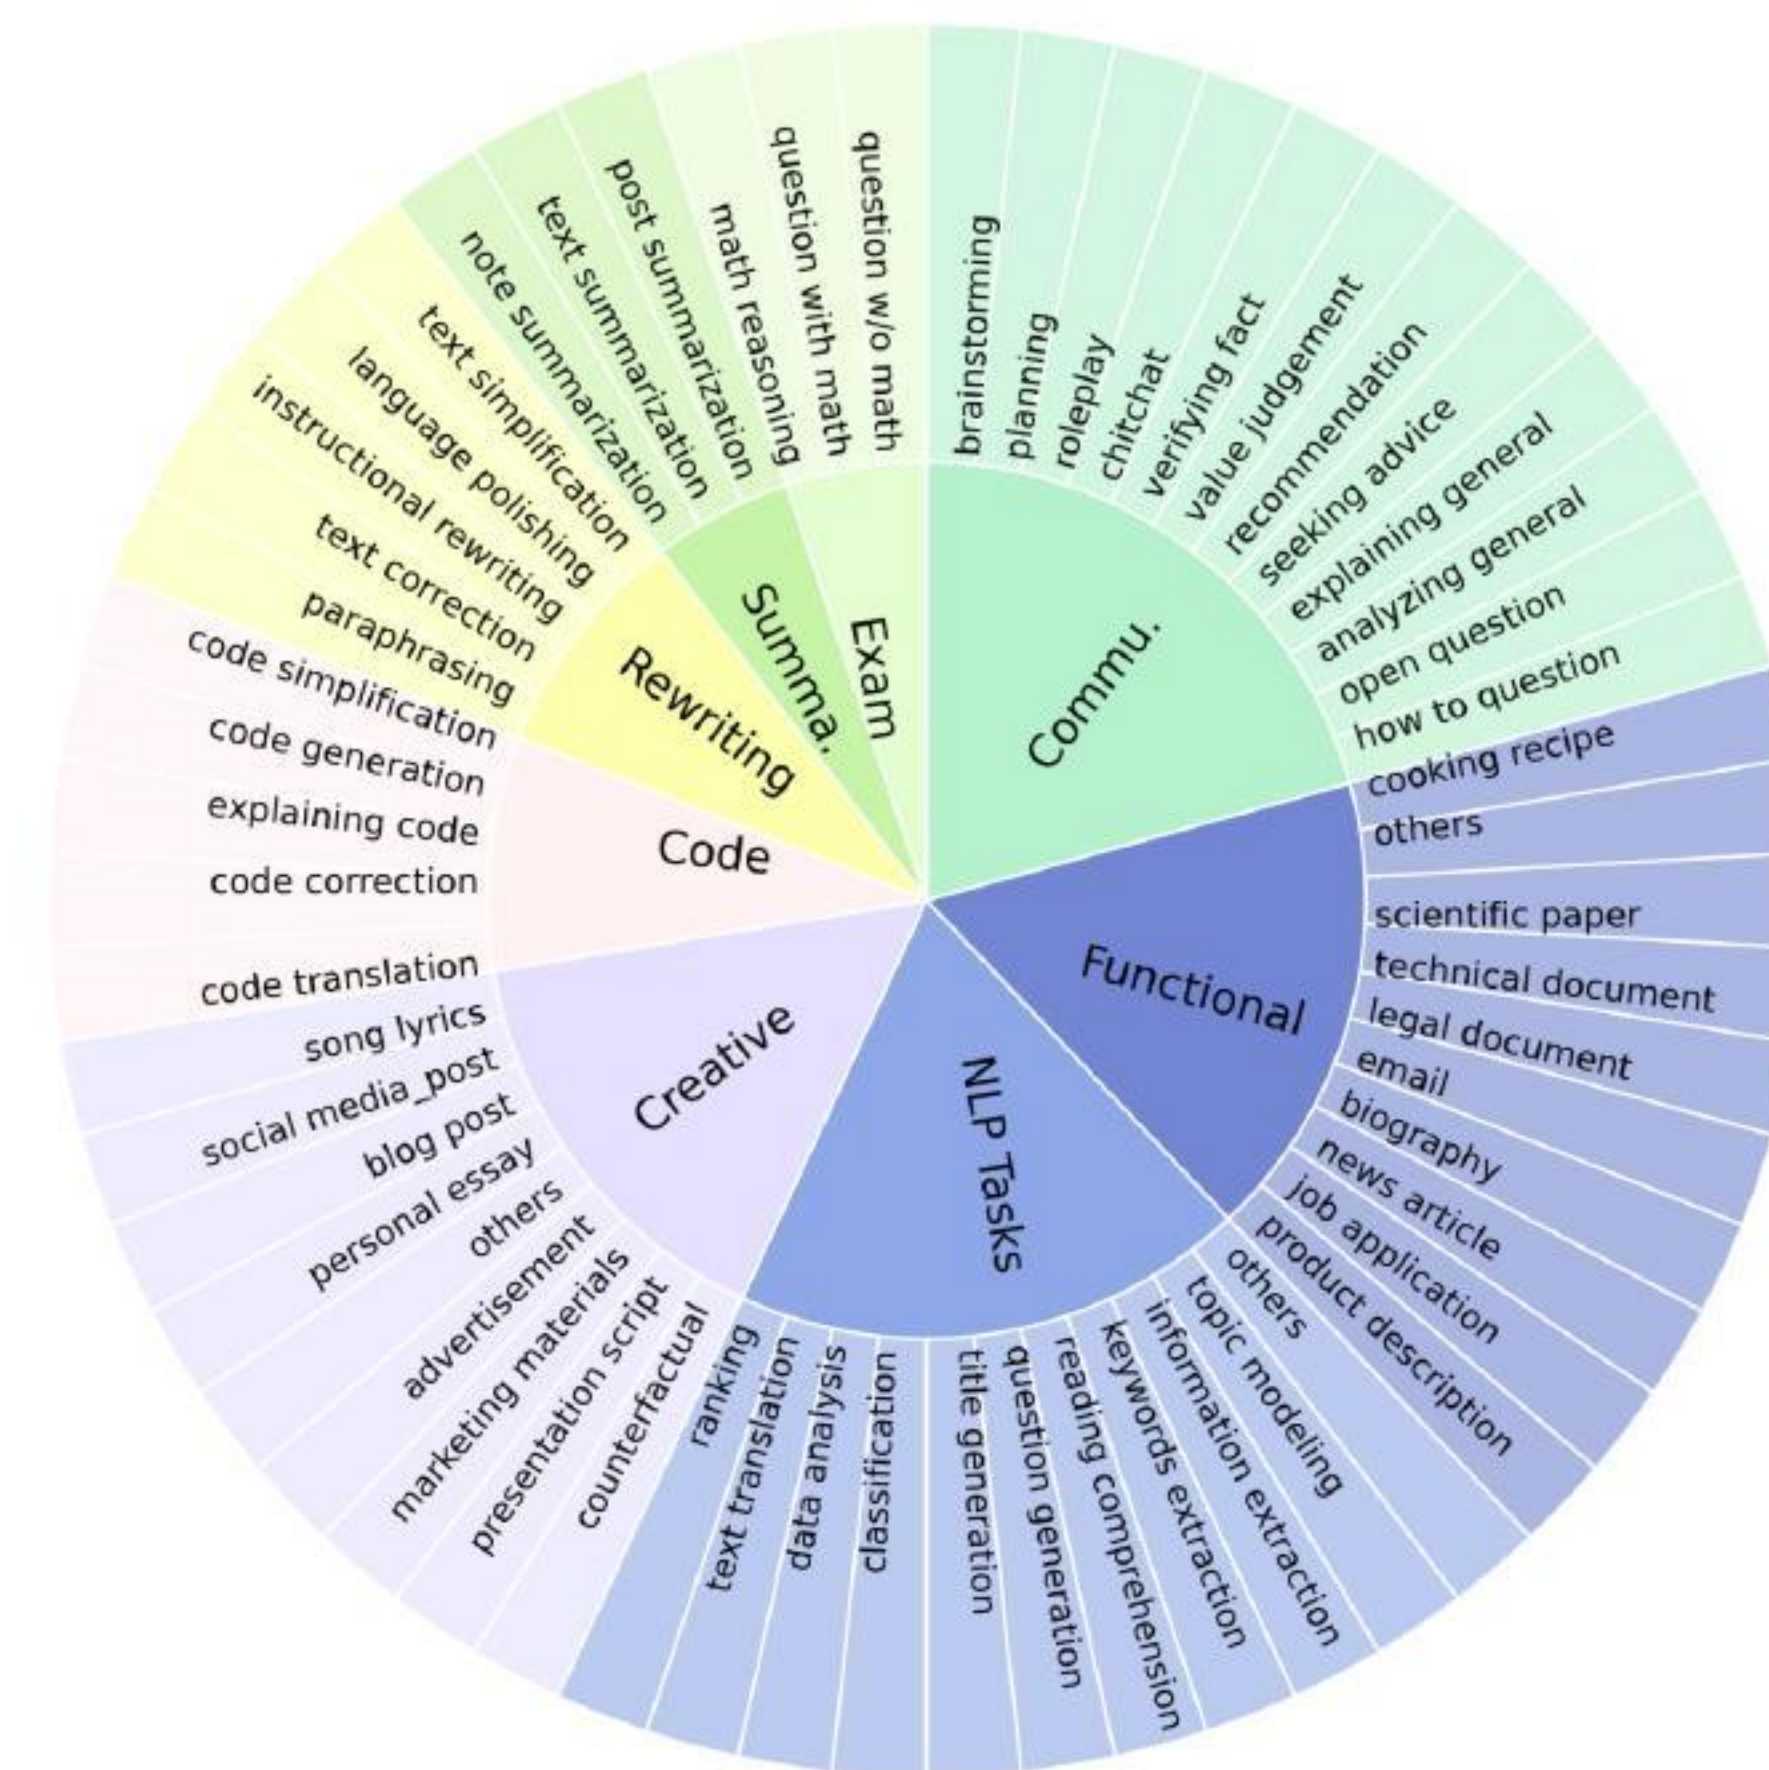 Commu.
brainstorming
planning
roleplay
chitchat
verifying fact
value judgement
recommendation
seeking advice
explaining general
analyzing general
open question
how to question
Functional
cooking recipe
others
scientific paper
technical document
legal document
email
biography
news article
job application
product description
NLP Tasks
others
topic modeling
information extraction
keywords extraction
reading comprehension
question generation
title generation
classification
data analysis
text translation
ranking
Creative
counterfactual
presentation script
marketing materials
advertisement
others
personal essay
blog post
social media_post
song lyrics
Code
code translation
code correction
explaining code
code generation
code simplification
Rewriting
paraphrasing
text correction
instructional rewriting
language polishing
text simplification
Summa.
note summarization
text summarization
post summarization
Exam
math reasoning
question with math
question w/o math